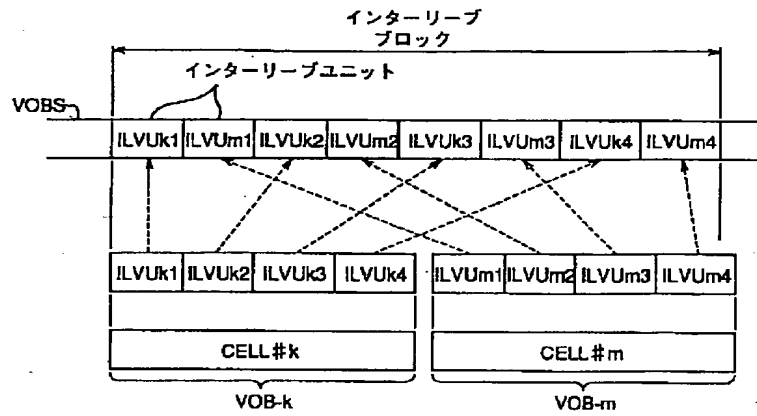 インターリーブ
ブロック
インターリーブユニット
VOBS
ILVUk1 ILVUm1 ILVUk2 ILVUm2 ILVUk3 ILVUm3 ILVUk4 ILVUm4
ILVUk1 ILVUk2 ILVUk3 ILVUk4 ILVUm1 ILVUm2 ILVUm3 ILVUm4
CELL#k CELL#m
VOB-k VOB-m